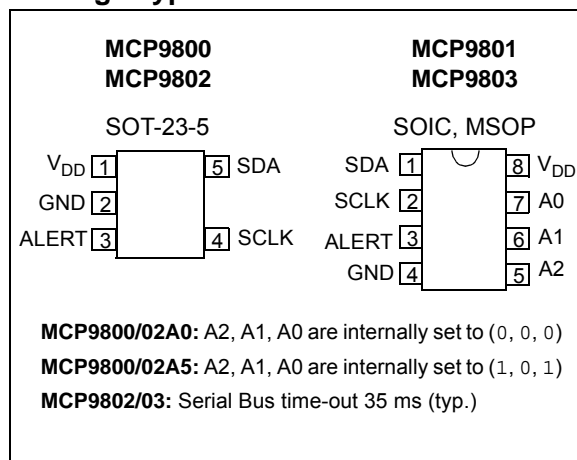 MCP9800
MCP9802
SOT-23-5
VDD 1
5 SDA
GND 2
ALERT 3
4 SCLK
MCP9801
MCP9803
SOIC, MSOP
SDA 1
8 VDD
SCLK 2
7 A0
ALERT 3
6 A1
GND 4
5 A2
MCP9800/02A0: A2, A1, A0 are internally set to (0, 0, 0)
MCP9800/02A5: A2, A1, A0 are internally set to (1, 0, 1)
MCP9802/03: Serial Bus time-out 35 ms (typ.)